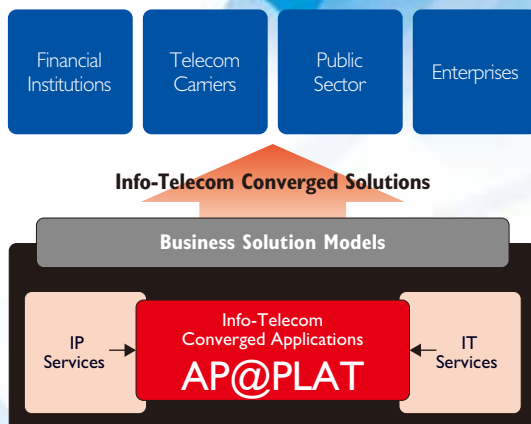 Financial
Institutions
Telecom
Carriers
Public
Sector
Enterprises
Info-Telecom Converged Solutions
Business Solution Models
IP
Services
Info-Telecom
Converged Applications
AP@PLAT
IT
Services